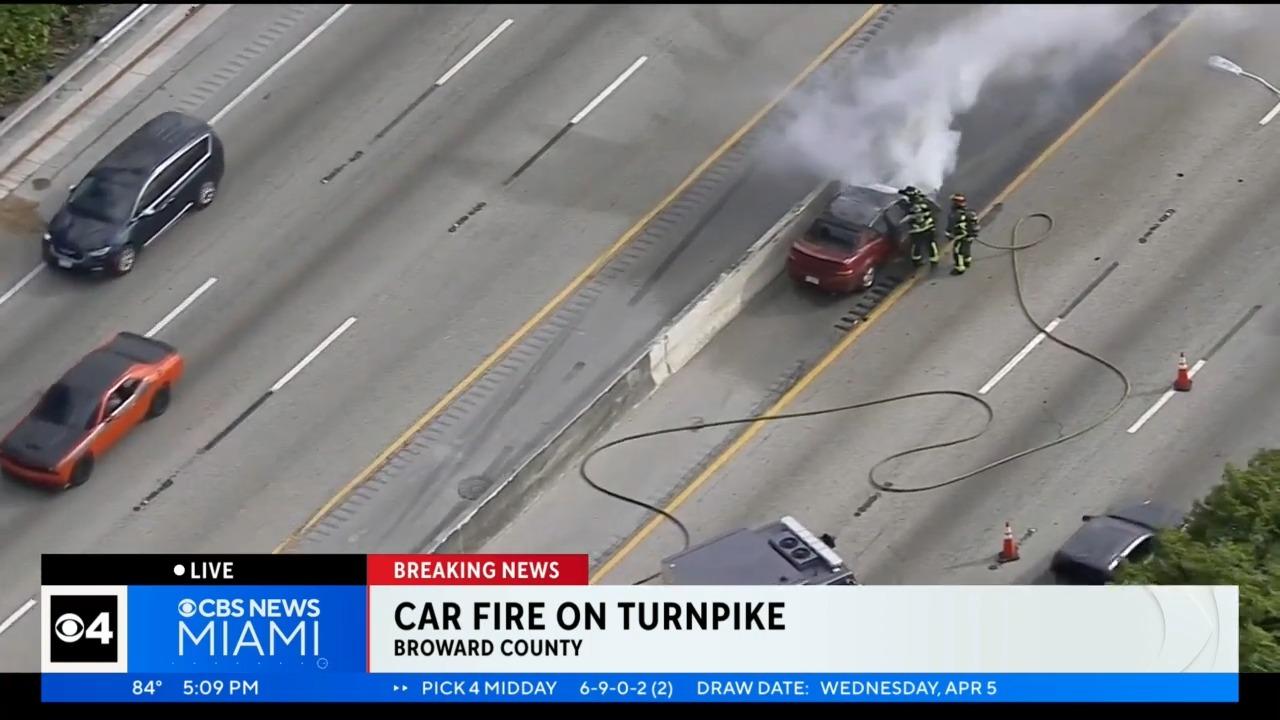 LIVE
BREAKING NEWS
4
CBS NEWS
MIAMI
CAR FIRE ON TURNPIKE
BROWARD COUNTY
84° 5:09 PM
PICK 4 MIDDAY 6-9-0-2 (2) DRAW DATE: WEDNESDAY, APR 5